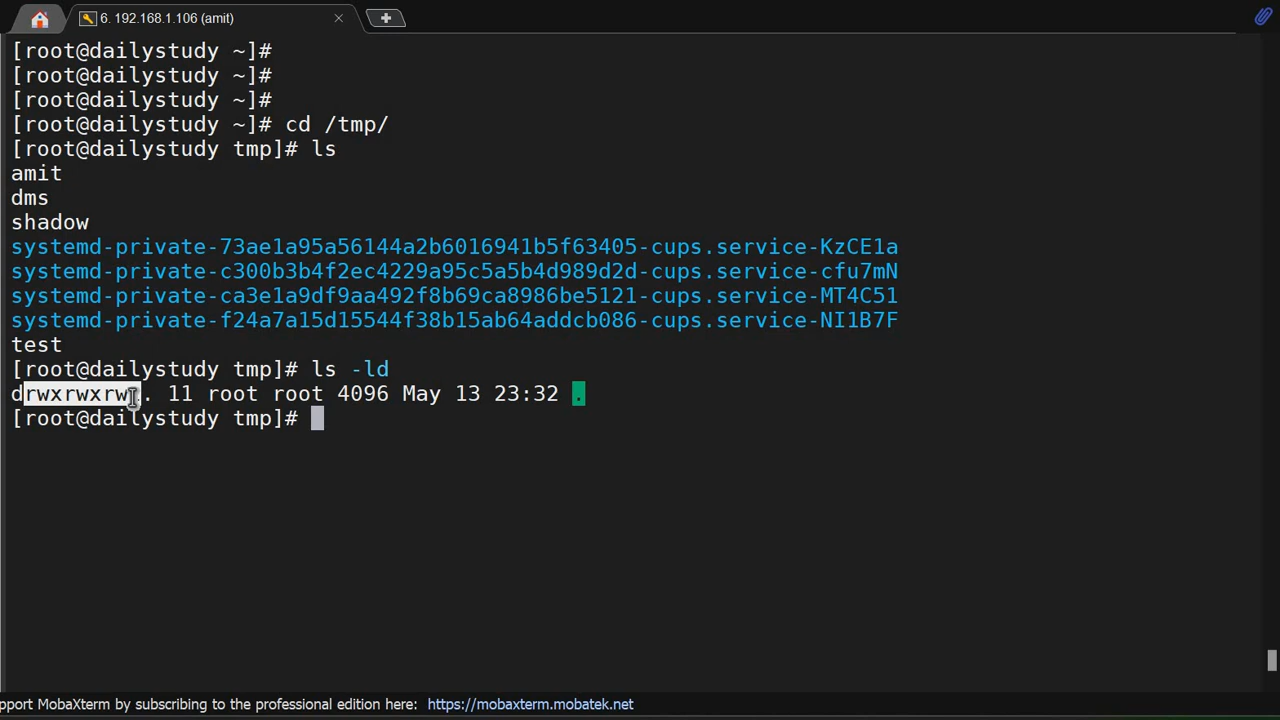 6. 192.168.1.106 (amit)
[root@dailystudy ~]#
[root@dailystudy ~]#
[root@dailystudy ~]#
[root@dailystudy ~]# cd /tmp/
[root@dailystudy tmp]# ls
amit
dms
shadow
systemd-private-73ae1a95a56144a2b6016941b5f63405-cups.service-KzCE1a
systemd-private-c300b3b4f2ec4229a95c5a5b4d989d2d-cups.service-cfu7mN
systemd-private-ca3e1a9df9aa492f8b69ca8986be5121-cups.service-MT4C51
systemd-private-f24a7a15d15544f38b15ab64addcb086-cups.service-NI1B7F
test
[root@dailystudy tmp]# ls -ld
11 root root 4096 May 13 23:32 .
[root@dailystudy tmp]#
pport MobaXterm by subscribing to the professional edition here: https://mobaxterm.mobatek.net